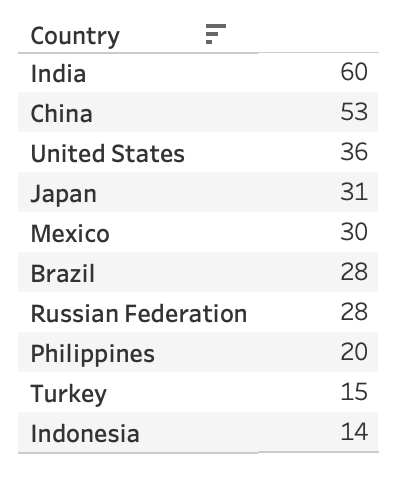 Country
India 60
China 53
United States 36
Japan 31
Mexico 30
Brazil 28
Russian Federation 28
Philippines 20
Turkey 15
Indonesia 14